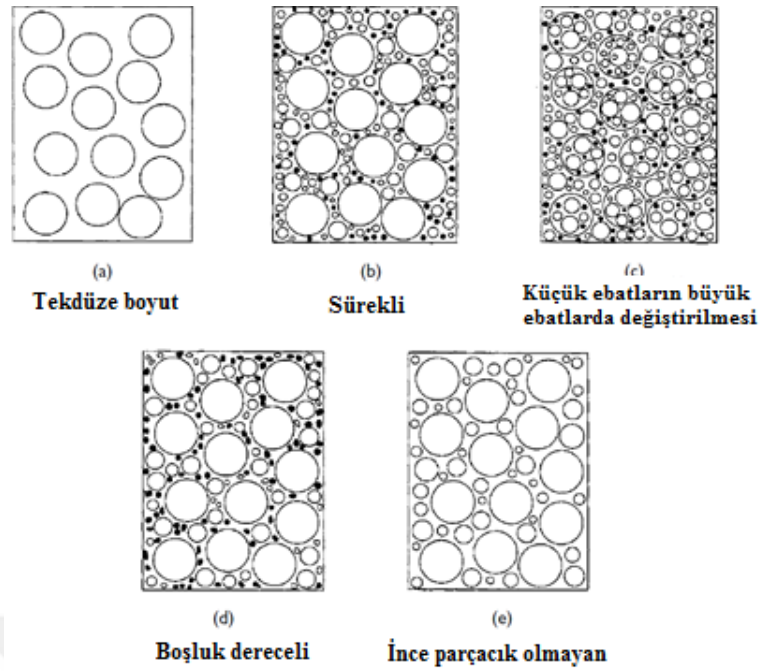 (a)
(b)
(c)
Tekdüze boyut
Sürekli
Küçük ebatların büyük
ebatlarda değiştirilmesi
(d)
(e)
Boşluk dereceli
İnce parçacık olmayan